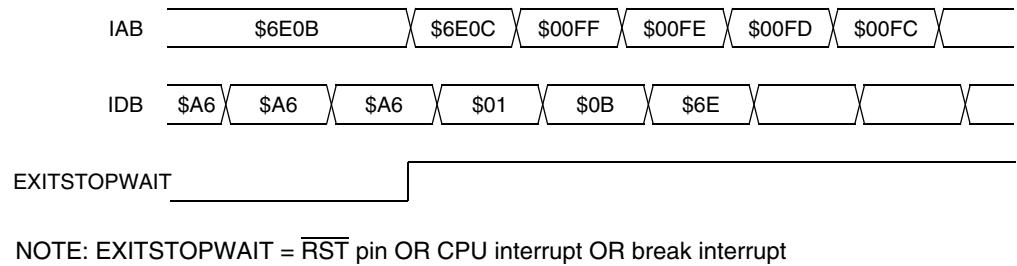 IAB $6E0B $6E0C $00FF $00FE $00FD $00FC
IDB $A6 $A6 $A6 $01 $0B $6E
EXITSTOPWAIT
NOTE: EXITSTOPWAIT = RST pin OR CPU interrupt OR break interrupt